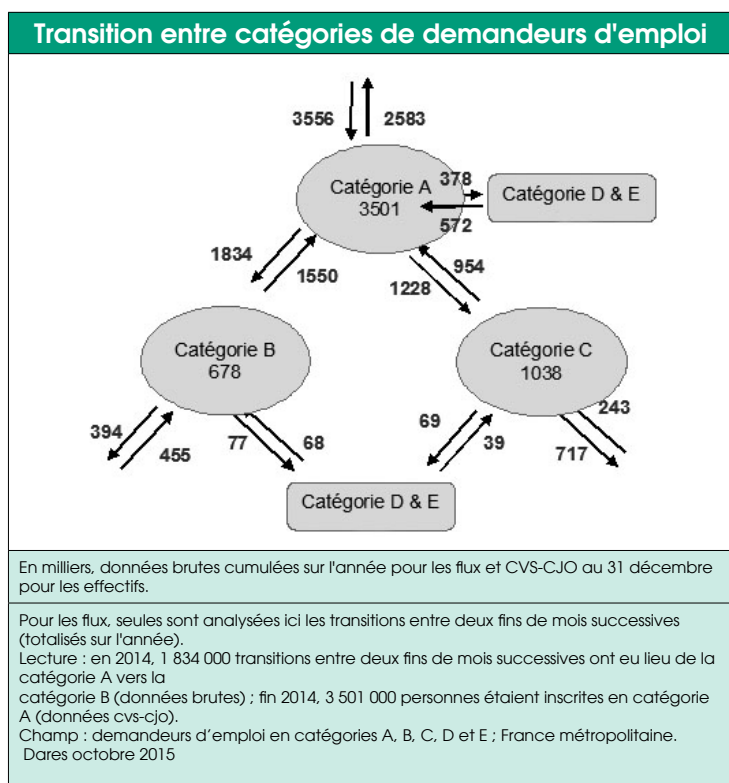 Transition entre catégories de demandeurs d'emploi
3556 2583
Catégorie A
3501
378
572
Catégorie D & E
1834
1550
954
1228
Catégorie B
678
Catégorie C
1038
394
455
77
68
69
39
243
717
Catégorie D & E
En milliers, données brutes cumulées sur l'année pour les flux et CVS-CJO au 31 décembre
pour les effectifs.
Pour les flux, seules sont analysées ici les transitions entre deux fins de mois successives
(totalisés sur l'année).
Lecture : en 2014, 1 834 000 transitions entre deux fins de mois successives ont eu lieu de la
catégorie A vers la
catégorie B (données brutes) ; fin 2014, 3 501 000 personnes étaient inscrites en catégorie
A (données cvs-cjo).
Champ : demandeurs d'emploi en catégories A, B, C, D et E ; France métropolitaine.
Dares octobre 2015